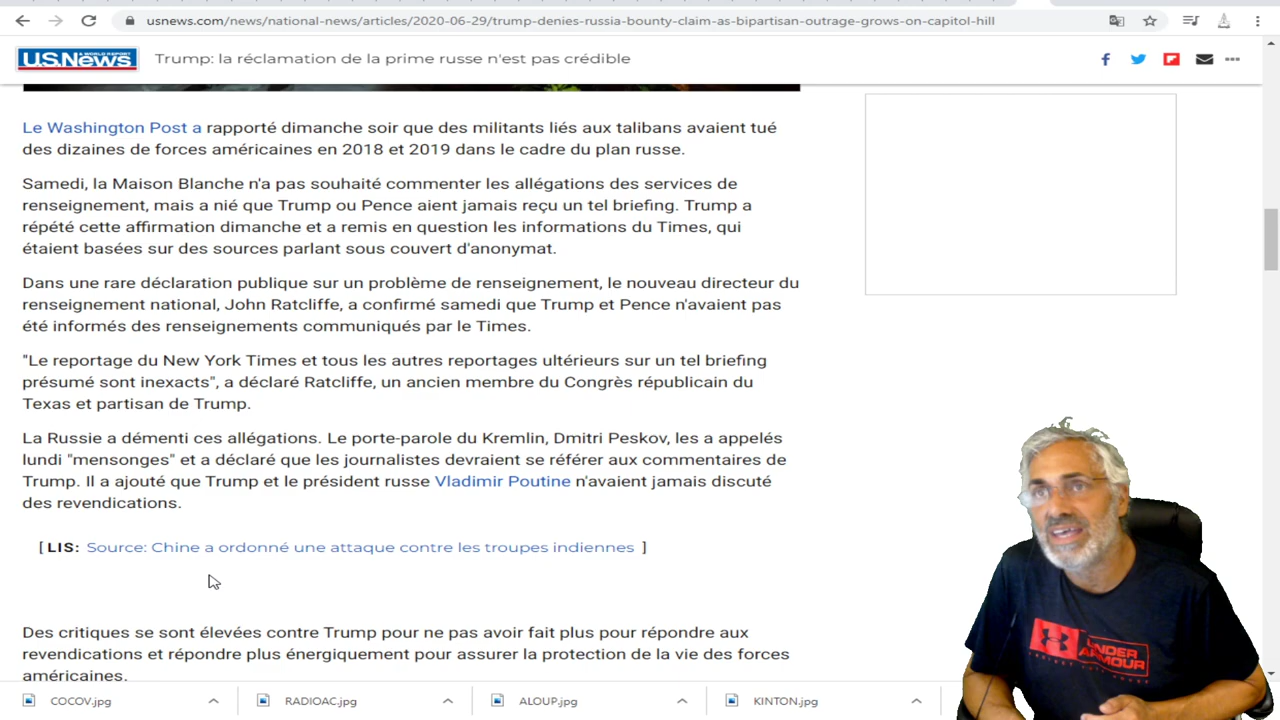 usnews.com/news/national-news/articles/2020-06-29/trump-denies-russia-bounty-claim-as-bipartisan-outrage-grows-on-capitol-hill
A WORLD REPORT
U.S.News
Trump: la réclamation de la prime russe n'est pas crédible
Le Washington Post a rapporté dimanche soir que des militants liés aux talibans avaient tué
des dizaines de forces américaines en 2018 et 2019 dans le cadre du plan russe.
Samedi, la Maison Blanche n'a pas souhaité commenter les allégations des services de
renseignement, mais a nié que Trump ou Pence aient jamais reçu un tel briefing. Trump a
répété cette affirmation dimanche et a remis en question les informations du Times, qui
étaient basées sur des sources parlant sous couvert d'anonymat.
Dans une rare déclaration publique sur un problème de renseignement, le nouveau directeur du
renseignement national, John Ratcliffe, a confirmé samedi que Trump et Pence n'avaient pas
été informés des renseignements communiqués par le Times.
"Le reportage du New York Times et tous les autres reportages ultérieurs sur un tel briefing
présumé sont inexacts", a déclaré Ratcliffe, un ancien membre du Congrès républicain du
Texas et partisan de Trump.
La Russie a démenti ces allégations. Le porte-parole du Kremlin, Dmitri Peskov, les a appelés
lundi "mensonges" et a déclaré que les journalistes devraient se référer aux commentaires de
Trump. Il a ajouté que Trump et le président russe Vladimir Poutine n'avaient jamais discuté
des revendications.
[ LIS: Source: Chine a ordonné une attaque contre les troupes indiennes ]
Des critiques se sont élevées contre Trump pour ne pas avoir fait plus pour répondre aux
revendications et répondre plus énergiquement pour assurer la protection de la vie des forces
américaines.
UNDER
ARMOUR
COCOV.jpg
RADIOAC.jpg
ALOUP.jpg
KINTON.jpg